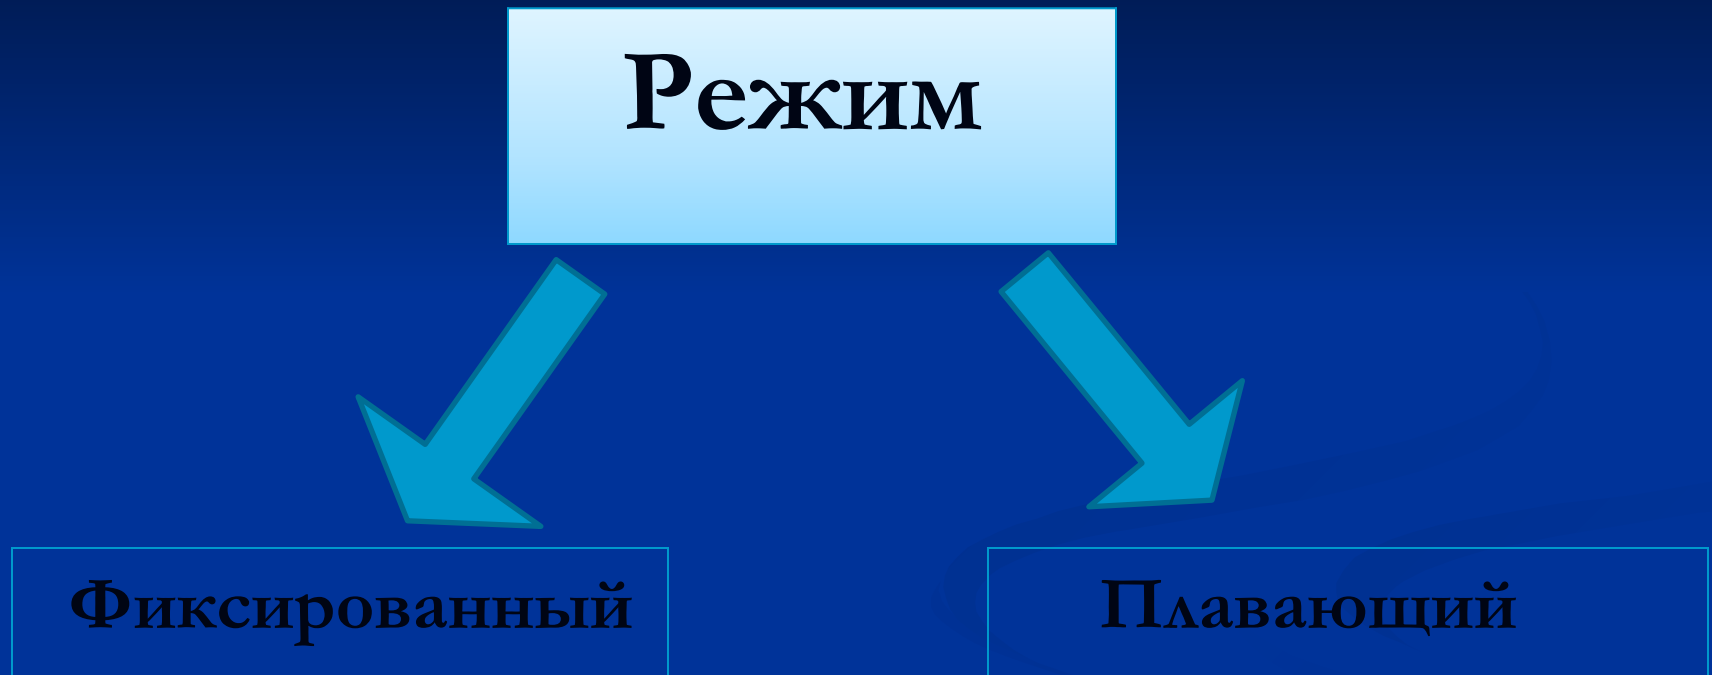 Режим
Фиксированный
Плавающий